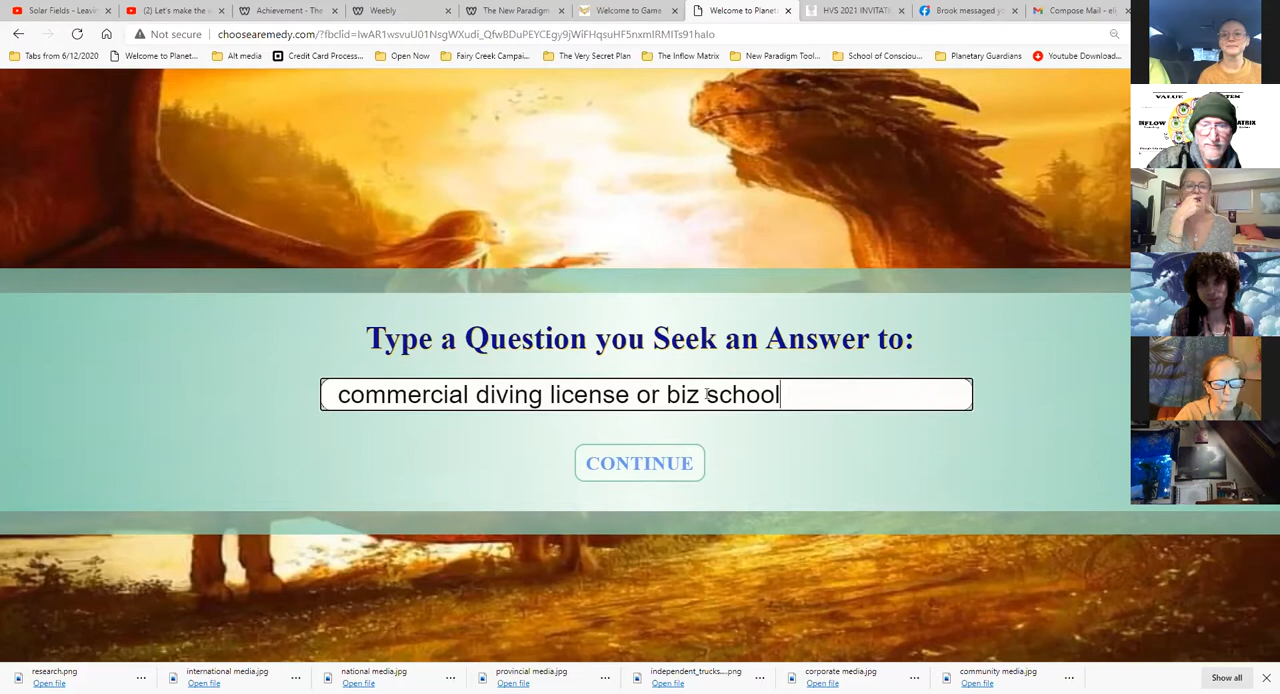 Solar Fields - Leavin
(2) Let's make the e
Achievement - The
Weebly
The New Paradigm
Welcome to Game
Welcome to Planeta
HVS 2021 INVITATI
Brook messaged yo
Compose Mail - eli
Not secure
choosearemedy.com/?fbclid=IwAR1wsvuU01NsgWXudi_QfwBDuPEYCEgy9jWiFHqsuHF5nxmlRMITs91haIo
Tabs from 6/12/2020
Welcome to Planet...
Alt media
Credit Card Process...
Open Now
Fairy Creek Campai...
The Very Secret Plan
The Inflow Matrix
New Paradigm Tool...
School of Consciou...
Planetary Guardians
Youtube Download...
Type a Question you Seek an Answer to:
commercial diving license or biz school
CONTINUE
VALUE
research.png
Open file
international media.jpg
Open file
national media.jpg
Open file
provincial media.jpg
Open file
independent_trucks....png
Open file
corporate media.jpg
Open file
community media.jpg
Open file
Show all